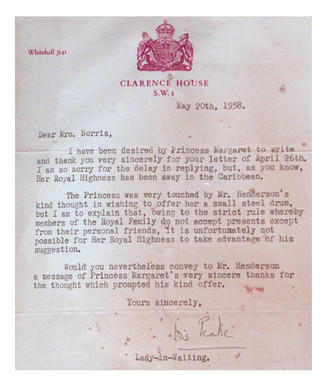 Whitehall 3141
CLARENCE HOUSE
S.W.1
May 20th, 1958.
Dear Mrs. Norris,
I have been desired by Princess Margaret to write
and thank you very sincerely for your letter of April 26th.
I am so sorry for the delay in replying, but, as you know,
Her Royal Highness has been away in the Caribbean.
The Princess was very touched by Mr. Henderson's
kind thought in wishing to offer her a small steel drum,
but I am to explain that, owing to the strict rule whereby
members of the Royal Family do not accept presents except
from their personal friends, it is unfortunately not
possible for Her Royal Highness to take advantage of his
suggestion.
Would you nevertheless convey to Mr. Henderson
a message of Princess Margaret's very sincere thanks for
the thought which prompted his kind offer.
Yours sincerely,
Iris Peake
Lady-in-Waiting.